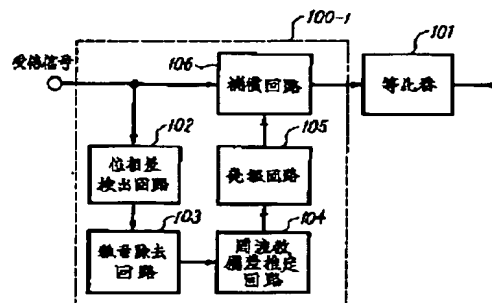 100-1
受信信号
106
補償回路
101
等化器
102
位相差
検出回路
105
発振回路
103
雑音除去
回路
104
周波数
偏差推定
回路